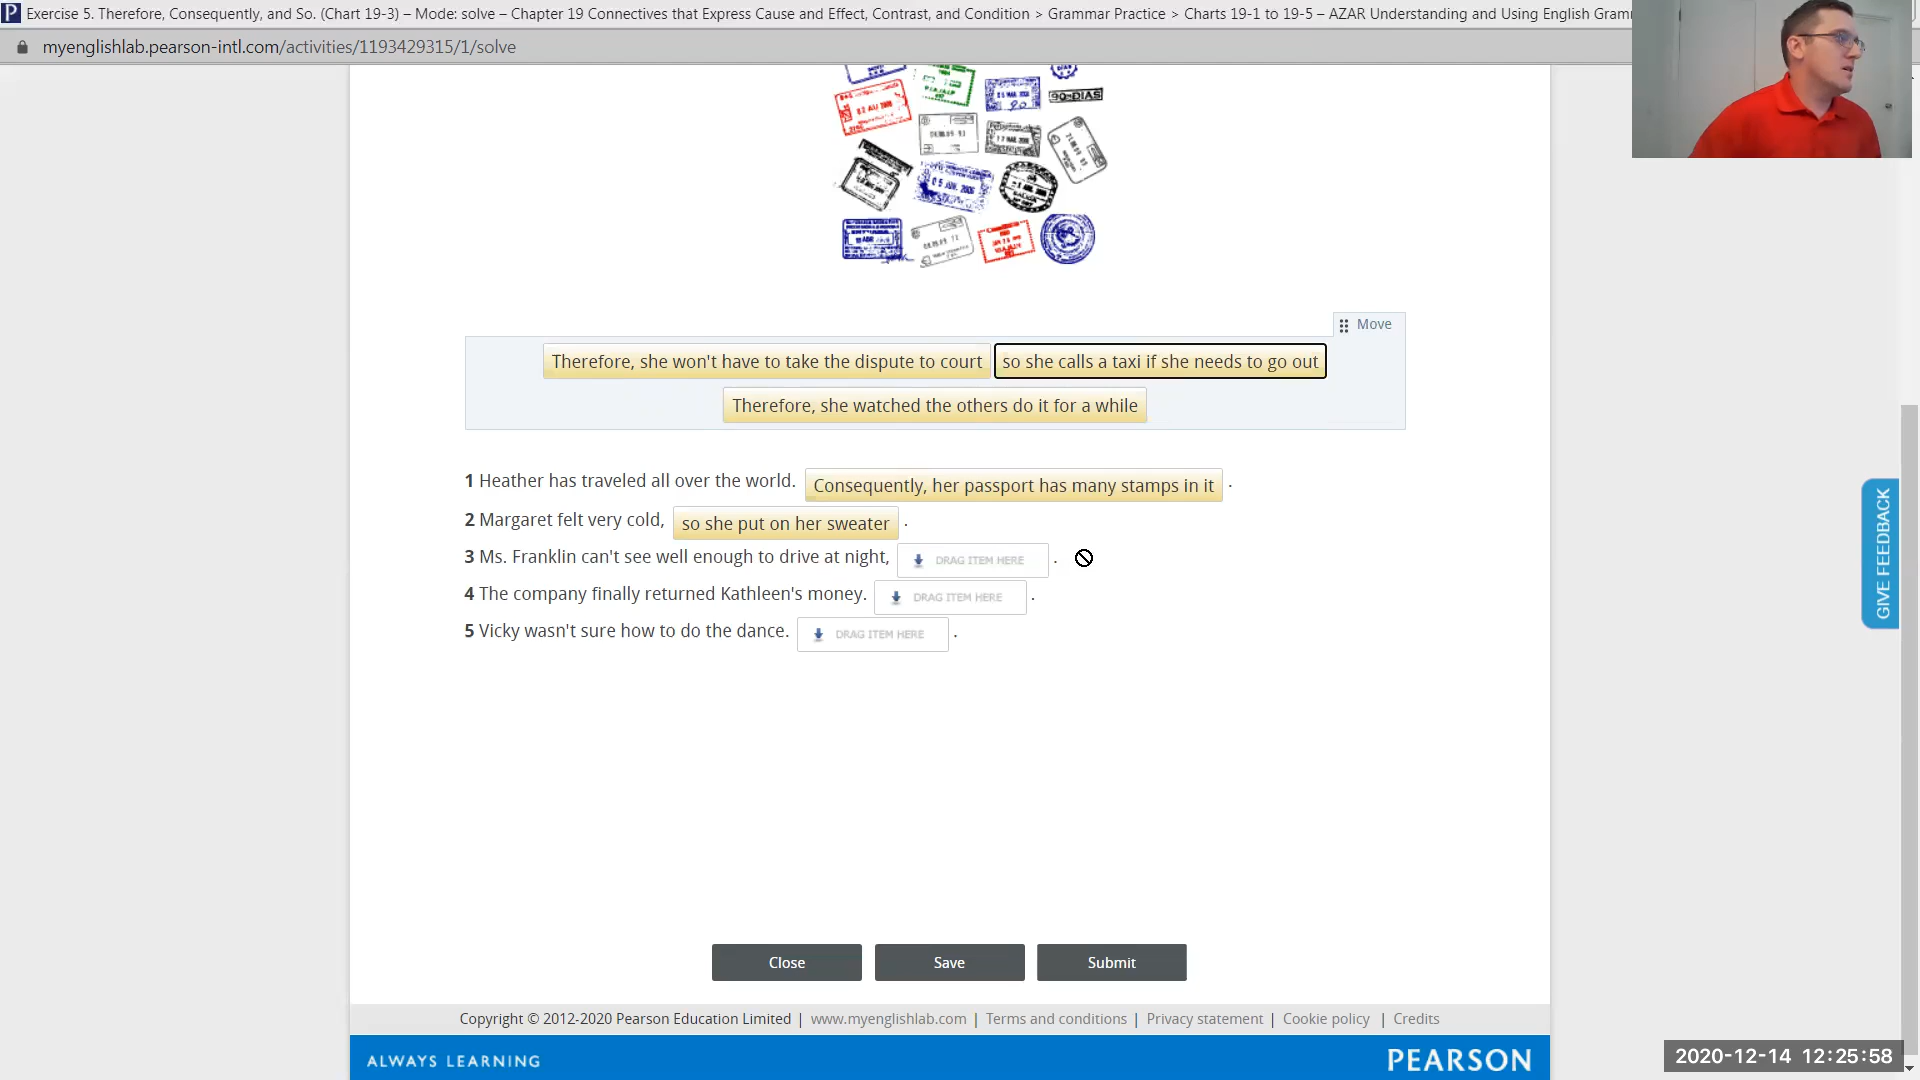 Exercise 5. Therefore, Consequently, and So. (Chart 19-3) – Mode: solve – Chapter 19 Connectives that Express Cause and Effect, Contrast, and Condition > Grammar Practice > Charts 19-1 to 19-5 – AZAR Understanding and Using English Gram
myenglishlab.pearson-intl.com/activities/1193429315/1/solve
90-DIAS
Move
Therefore, she won't have to take the dispute to court
so she calls a taxi if she needs to go out
Therefore, she watched the others do it for a while
1 Heather has traveled all over the world. Consequently, her passport has many stamps in it .
2 Margaret felt very cold, so she put on her sweater .
3 Ms. Franklin can't see well enough to drive at night, DRAG ITEM HERE .
4 The company finally returned Kathleen's money. DRAG ITEM HERE .
5 Vicky wasn't sure how to do the dance. DRAG ITEM HERE .
GIVE FEEDBACK
Close Save Submit
Copyright © 2012-2020 Pearson Education Limited | www.myenglishlab.com | Terms and conditions | Privacy statement | Cookie policy | Credits
ALWAYS LEARNING
PEARSON
2020-12-14 12:25:58